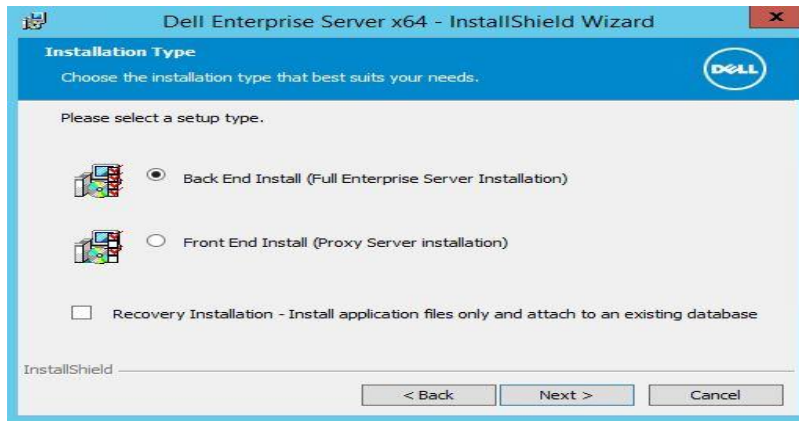 Dell Enterprise Server x64 - InstallShield Wizard
x
Installation Type
Choose the installation type that best suits your needs.
DELL
Please select a setup type.
Back End Install (Full Enterprise Server Installation)
Front End Install (Proxy Server installation)
Recovery Installation - Install application files only and attach to an existing database
InstallShield
< Back
Next >
Cancel